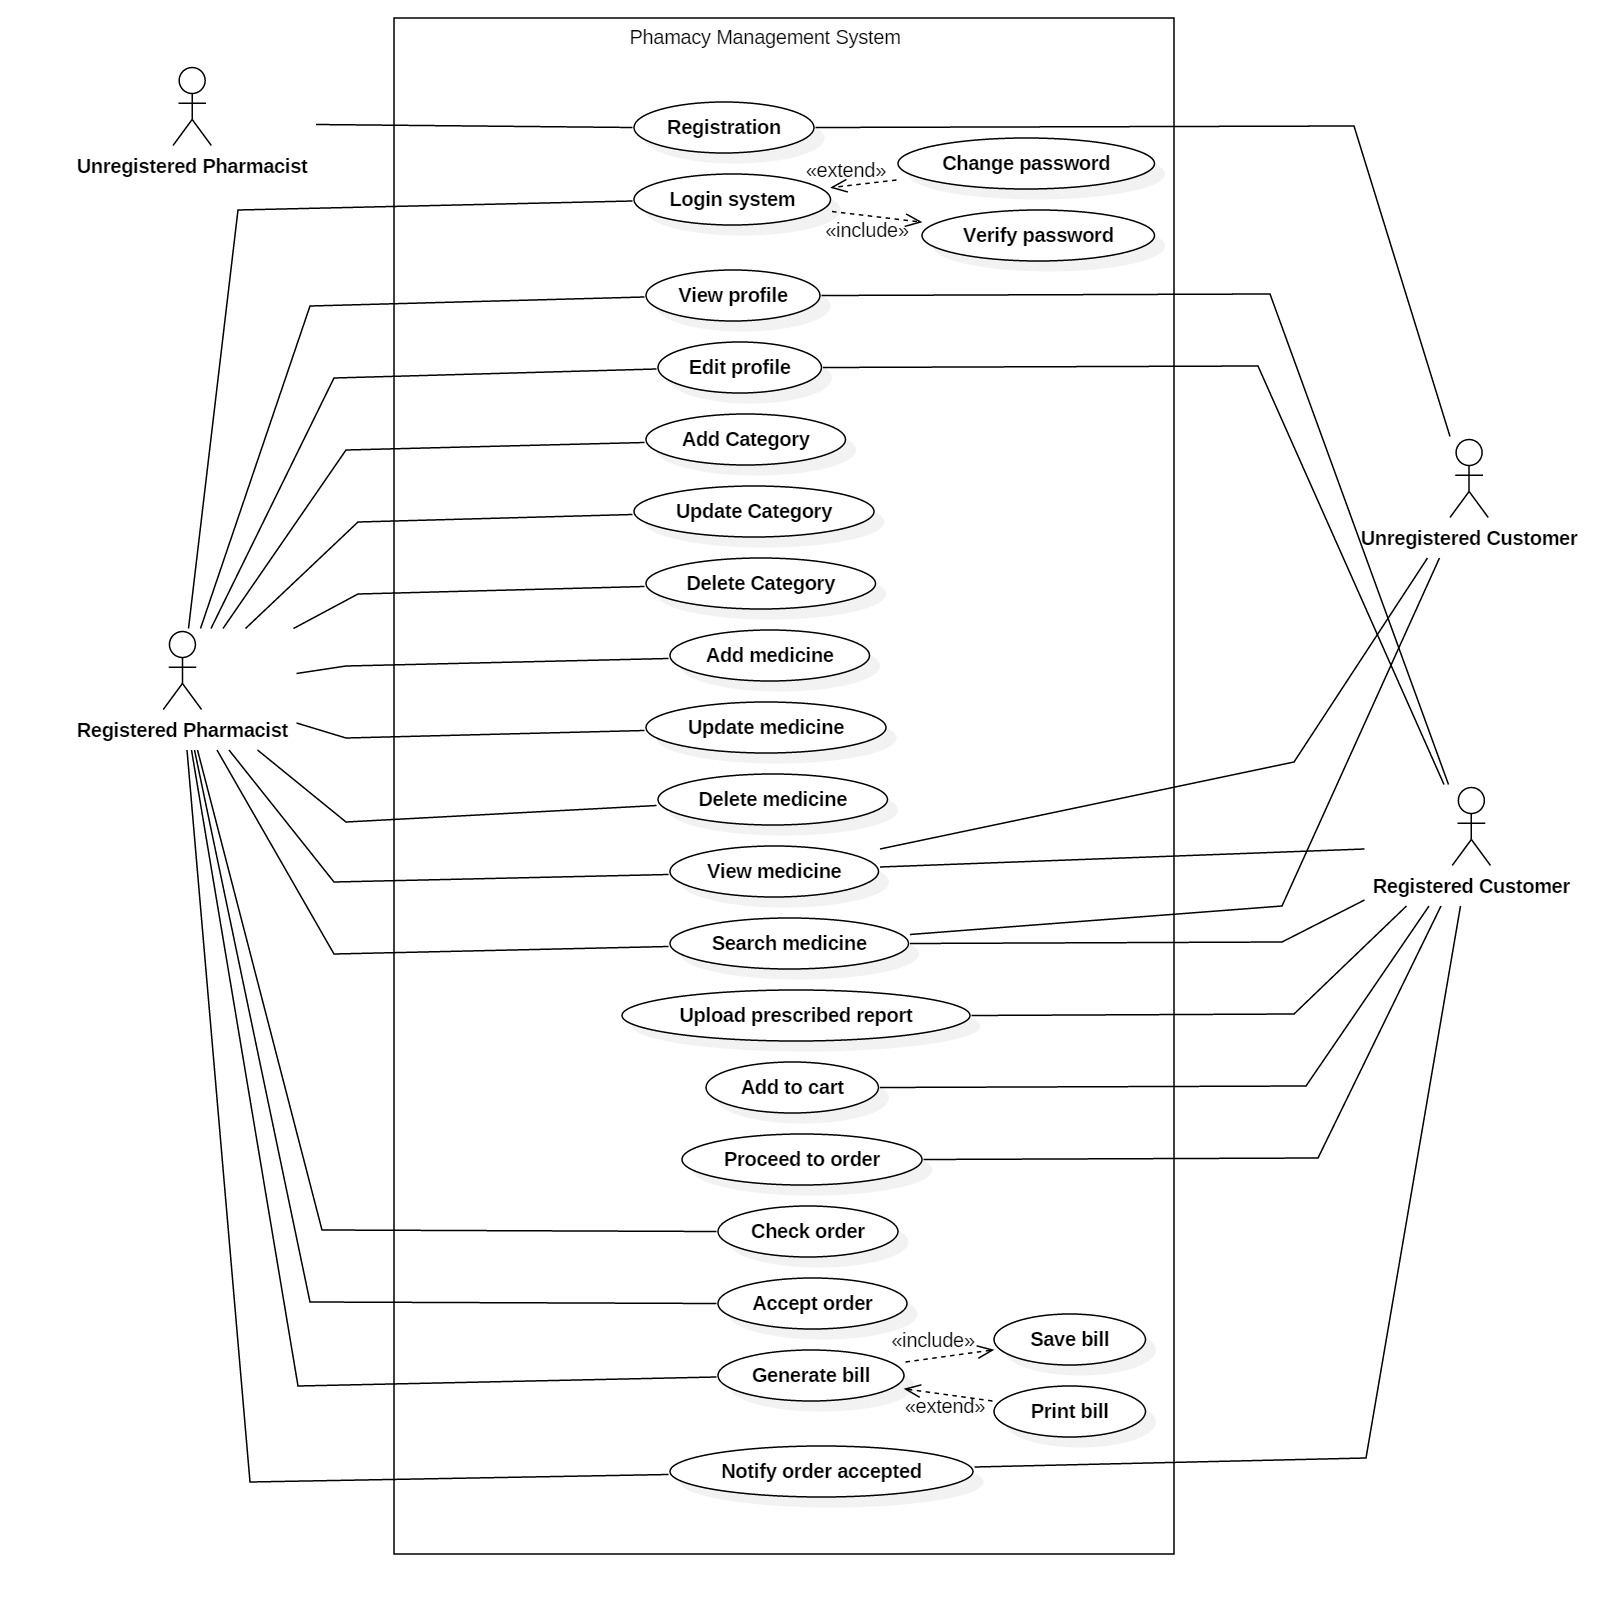 Phamacy Management System
Unregistered Pharmacist
Registration
«extend»
Change password
Login system
«include»
Verify password
View profile
Edit profile
Add Category
Update Category
Unregistered Customer
Delete Category
Add medicine
Registered Pharmacist
Update medicine
Delete medicine
View medicine
Registered Customer
Search medicine
Upload prescribed report
Add to cart
Proceed to order
Check order
Accept order
«include»
Save bill
Generate bill
«extend»
Print bill
Notify order accepted